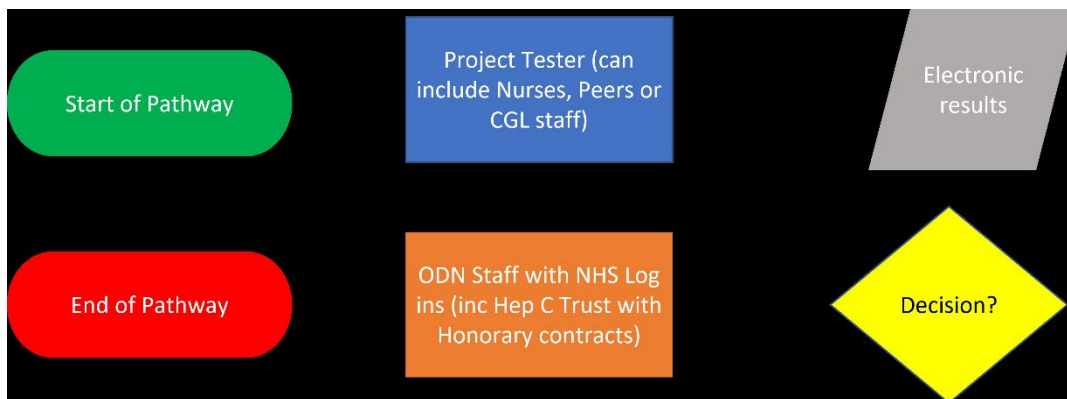 Start of Pathway
Project Tester (can
include Nurses, Peers or
CGL staff)
Electronic
results
End of Pathway
ODN Staff with NHS Log
ins (inc Hep C Trust with
Honorary contracts)
Decision?